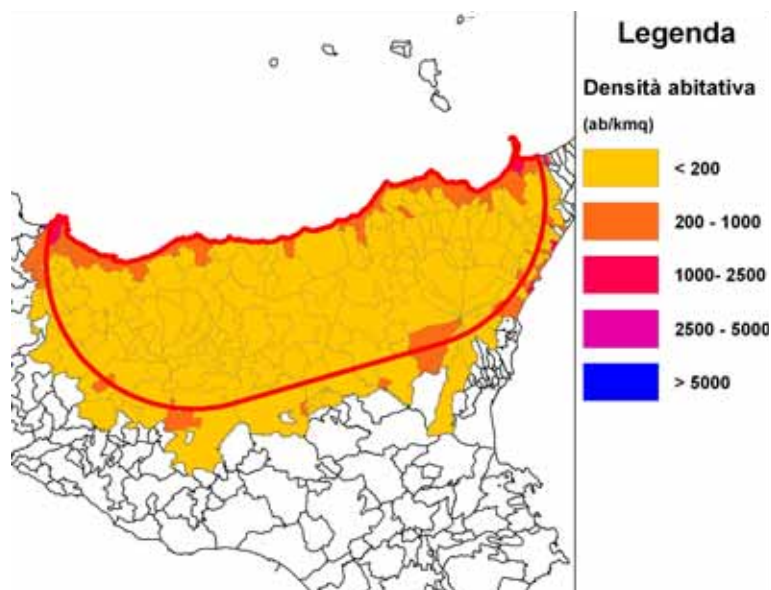 Legenda
Densità abitativa
(ab/kmq)
< 200
200 - 1000
1000- 2500
2500 - 5000
> 5000